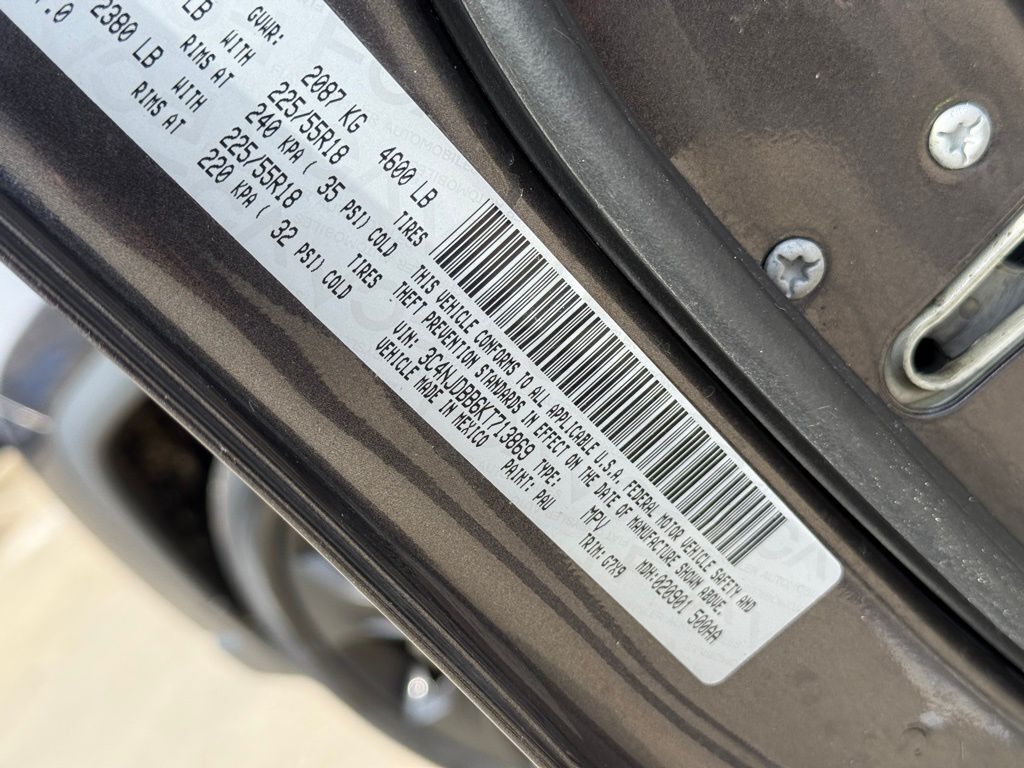 GVWR: 2087 KG 4600 LB
LB WITH 225/55R18 TIRES
RIMS AT 240 KPA ( 35 PSI) COLD
2380 LB WITH 225/55R18 TIRES
RIMS AT 220 KPA ( 32 PSI) COLD
THIS VEHICLE CONFORMS TO ALL APPLICABLE U.S.A. FEDERAL MOTOR VEHICLE SAFETY AND
THEFT PREVENTION STANDARDS IN EFFECT ON THE DATE OF MANUFACTURE SHOWN ABOVE.
VIN: 3C4NJDBB6KT713869 TYPE: MPV MDH:020901 500AA
VEHICLE MADE IN MEXICO PAINT: PAU TRIM: G7X9